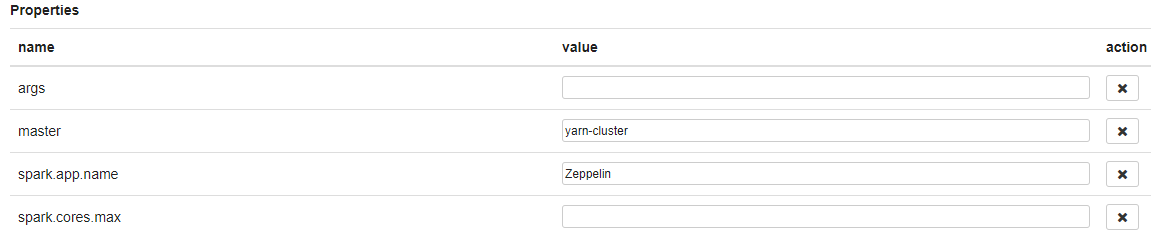 Properties
name value action
args
master yarn-cluster
spark.app.name Zeppelin
spark.cores.max